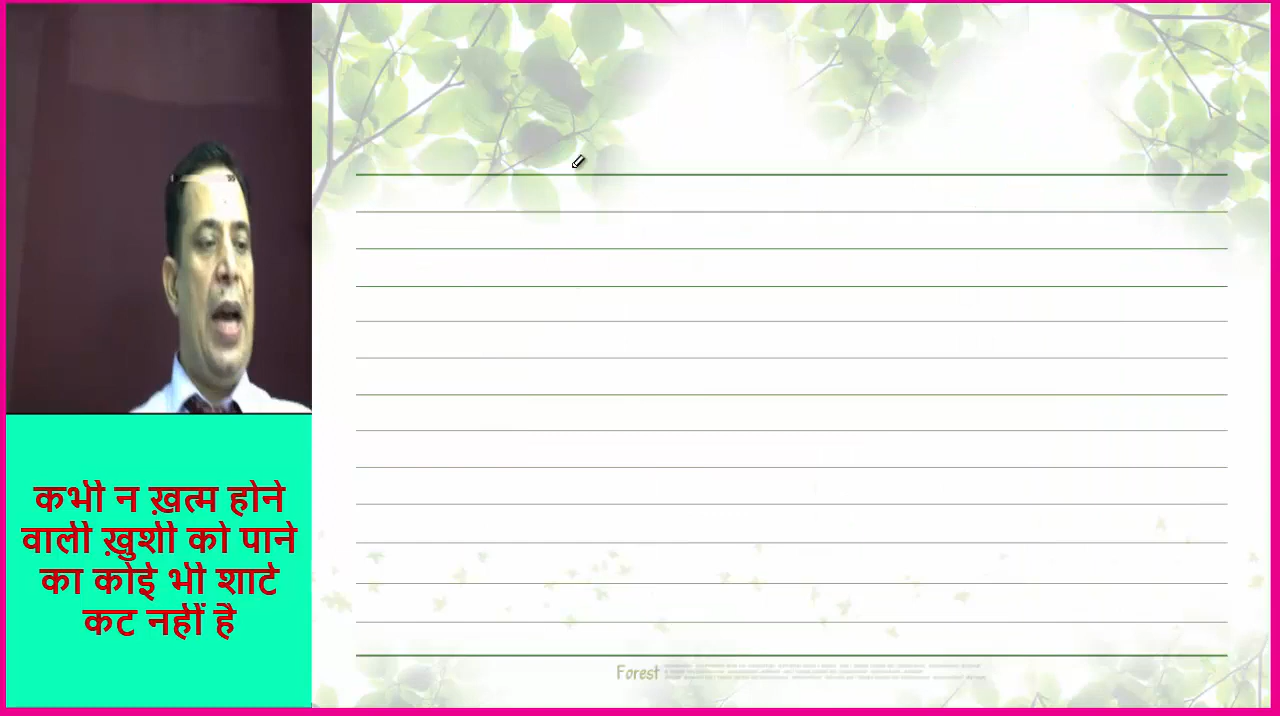 कभी न ख़त्म होने
वाली ख़ुशी को पाने
का कोई भी शार्ट
कट नहीं है
Forest